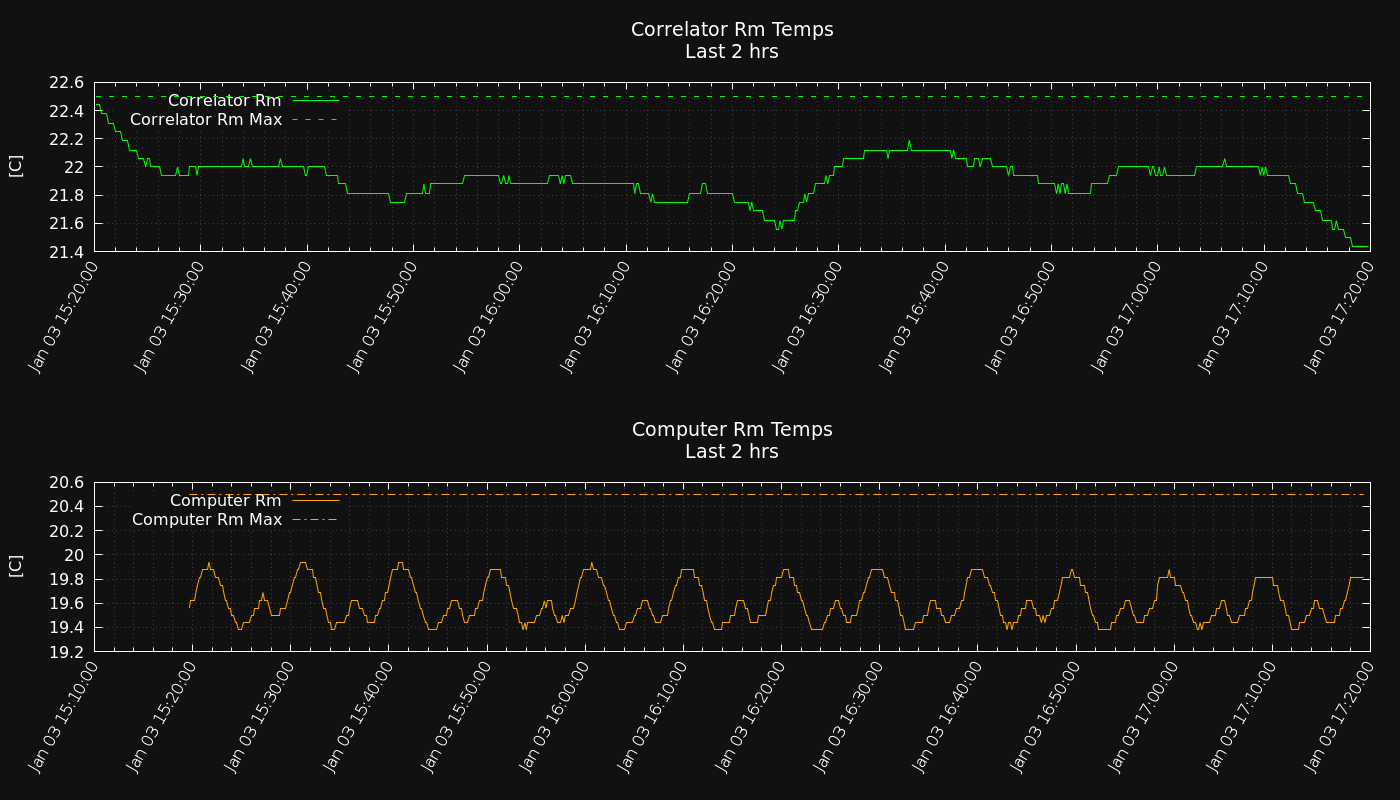 Correlator Rm Temps
Last 2 hrs
22.6
22.4
22.2
22
21.8
21.6
21.4
[C]
Correlator Rm
Correlator Rm Max
Jan 03 15:20:00
Jan 03 15:30:00
Jan 03 15:40:00
Jan 03 15:50:00
Jan 03 16:00:00
Jan 03 16:10:00
Jan 03 16:20:00
Jan 03 16:30:00
Jan 03 16:40:00
Jan 03 16:50:00
Jan 03 17:00:00
Jan 03 17:10:00
Jan 03 17:20:00
Computer Rm Temps
Last 2 hrs
20.6
20.4
20.2
20
19.8
19.6
19.4
19.2
[C]
Computer Rm
Computer Rm Max
Jan 03 15:10:00
Jan 03 15:20:00
Jan 03 15:30:00
Jan 03 15:40:00
Jan 03 15:50:00
Jan 03 16:00:00
Jan 03 16:10:00
Jan 03 16:20:00
Jan 03 16:30:00
Jan 03 16:40:00
Jan 03 16:50:00
Jan 03 17:00:00
Jan 03 17:10:00
Jan 03 17:20:00